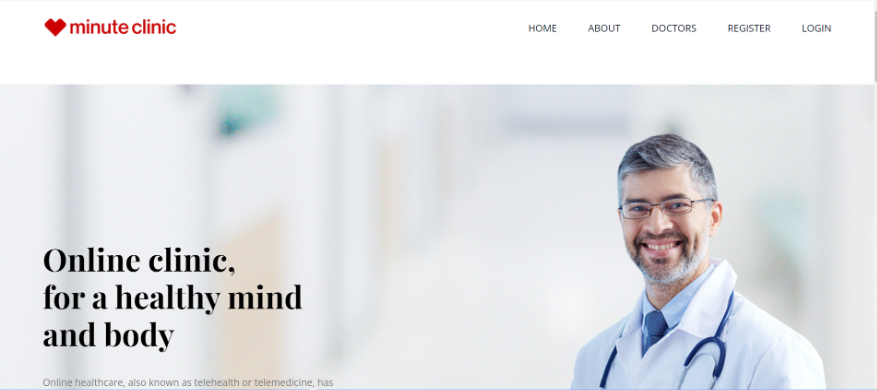 minute clinic
HOME ABOUT DOCTORS REGISTER LOGIN
Online clinic,
for a healthy mind
and body
Online healthcare, also known as telehealth or telemedicine, has